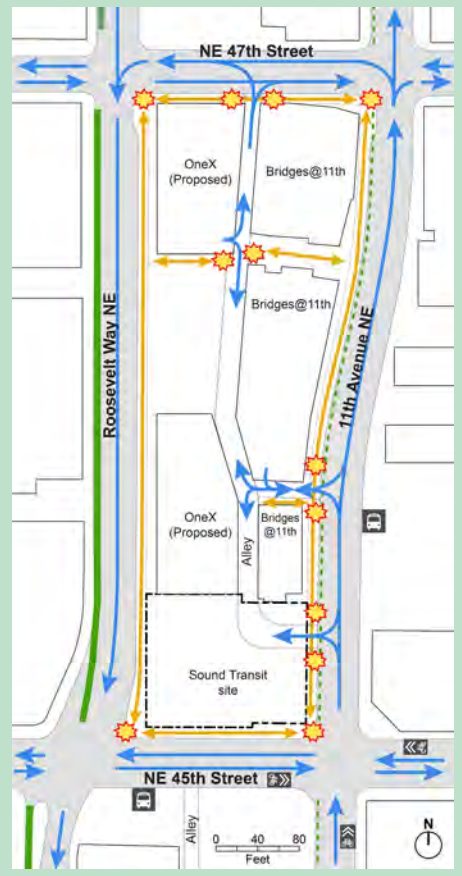 NE 47th Street
OneX
(Proposed)
Bridges@11th
Bridges@11th
Roosevelt Way NE
11th Avenue NE
OneX
(Proposed)
Bridges
@11th
Alley
Sound Transit
site
NE 45th Street
Alley
0 40 80
Feet
N